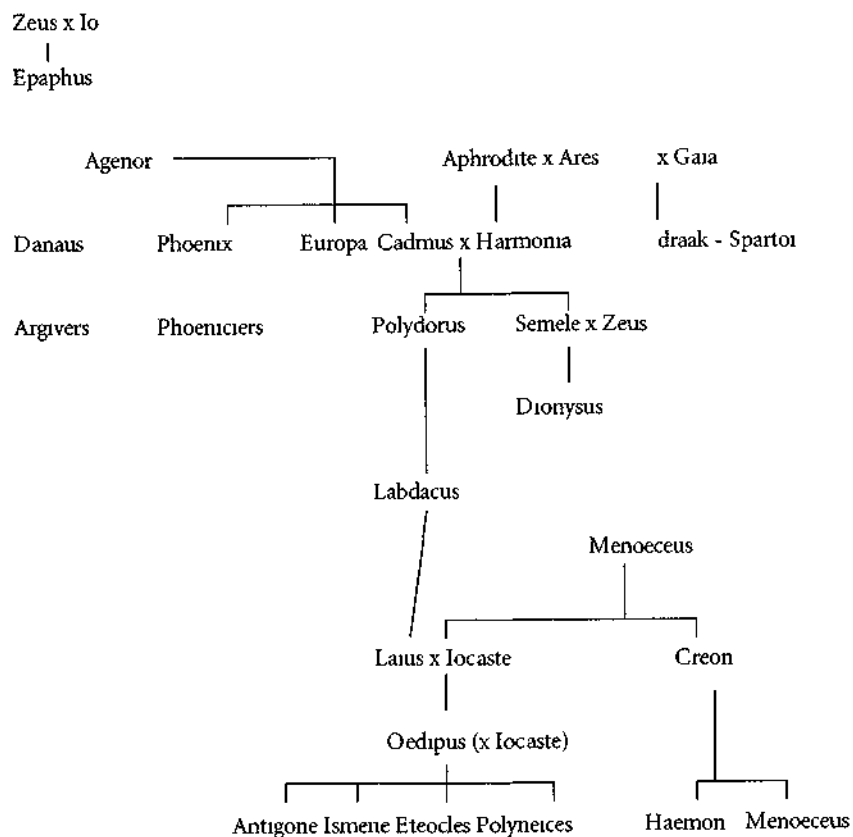 Zeus x Io
Epaphus
Agenor Aphrodite x Ares x Gaia
Danaus Phoenix Europa Cadmus x Harmonia draak - Spartoi
Argivers Phoeniciers Polydorus Semele x Zeus
Dionysus
Labdacus
Menoeceus
Laius x Iocaste Creon
Oedipus (x Iocaste)
Antigone Ismene Eteocles Polyneices Haemon Menoeceus